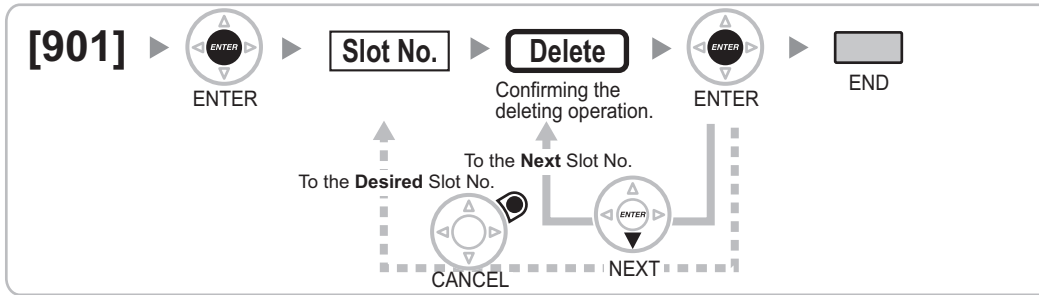 [901]
ENTER
ENTER
Slot No.
Delete
Confirming the
deleting operation.
ENTER
ENTER
END
To the Next Slot No.
To the Desired Slot No.
ENTER
CANCEL
NEXT